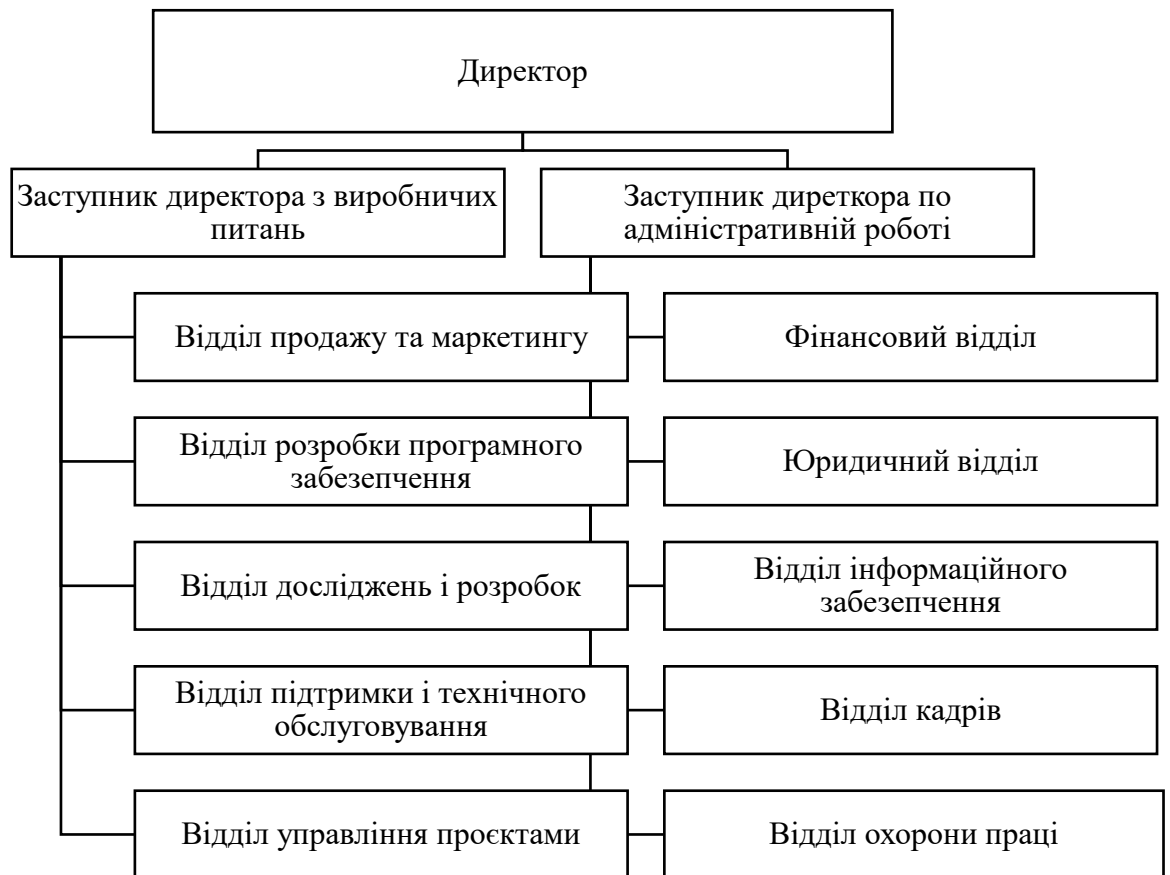 Директор
Заступник директора з виробничих
питань
Заступник диреткора по
адміністративній роботі
Відділ продажу та маркетингу
Фінансовий відділ
Відділ розробки програмного
забезпечення
Юридичний відділ
Відділ досліджень і розробок
Відділ інформаційного
забезпечення
Відділ підтримки і технічного
обслуговування
Відділ кадрів
Відділ управління проєктами
Відділ охорони праці